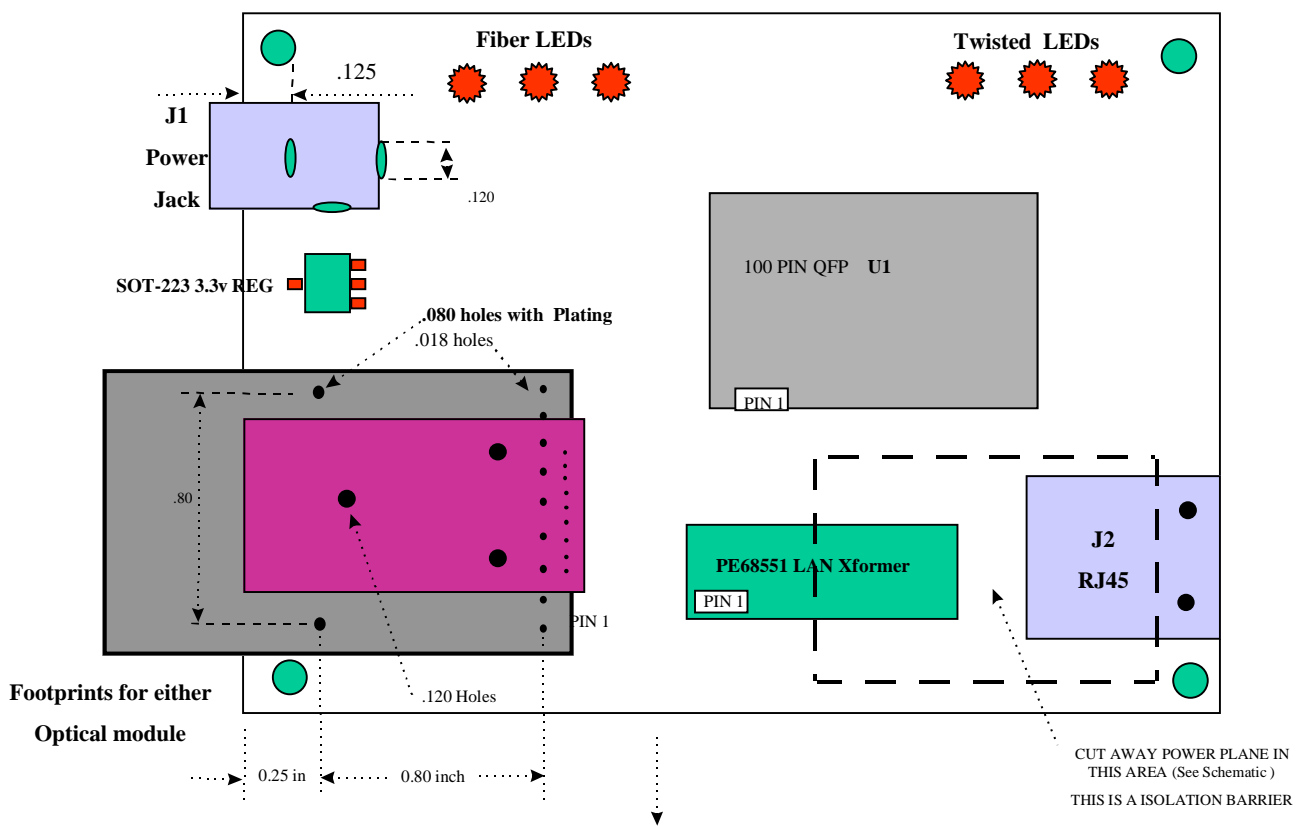 Fiber LEDs
Twisted LEDs
.125
J1
Power
Jack
.120
100 PIN QFP U1
SOT-223 3.3v REG
.080 holes with Plating
.018 holes
PIN 1
.80
J2
RJ45
PE68551 LAN Xformer
PIN 1
PIN 1
Footprints for either
Optical module
.120 Holes
0.25 in
0.80 inch
CUT AWAY POWER PLANE IN
THIS AREA (See Schematic )
THIS IS A ISOLATION BARRIER